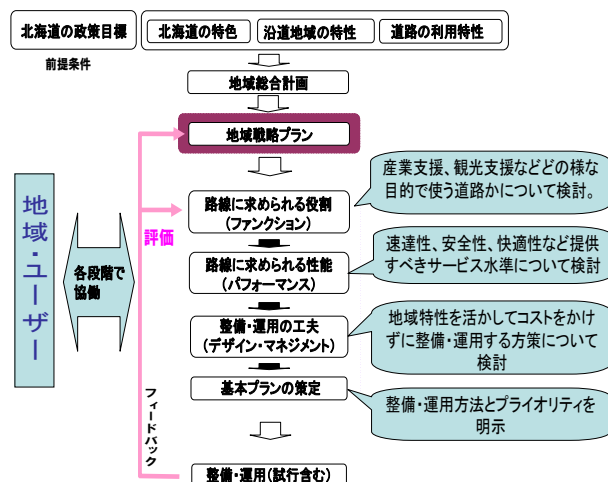 北海道の政策目標
北海道の特色
沿道地域の特性
道路の利用特性
前提条件
地域総合計画
地域戦略プラン
産業支援、観光支援などどの様な
目的で使う道路かについて検討。
地域・ユーザー
各段階で
協働
評価
路線に求められる役割
(ファンクション)
速達性、安全性、快適性など提供
すべきサービス水準について検討
路線に求められる性能
(パフォーマンス)
整備・運用の工夫
(デザイン・マネジメント)
地域特性を活かしてコストをかけ
ずに整備・運用する方策について
検討
基本プランの策定
整備・運用方法とプライオリティを
明示
フィードバック
整備・運用(試行含む)